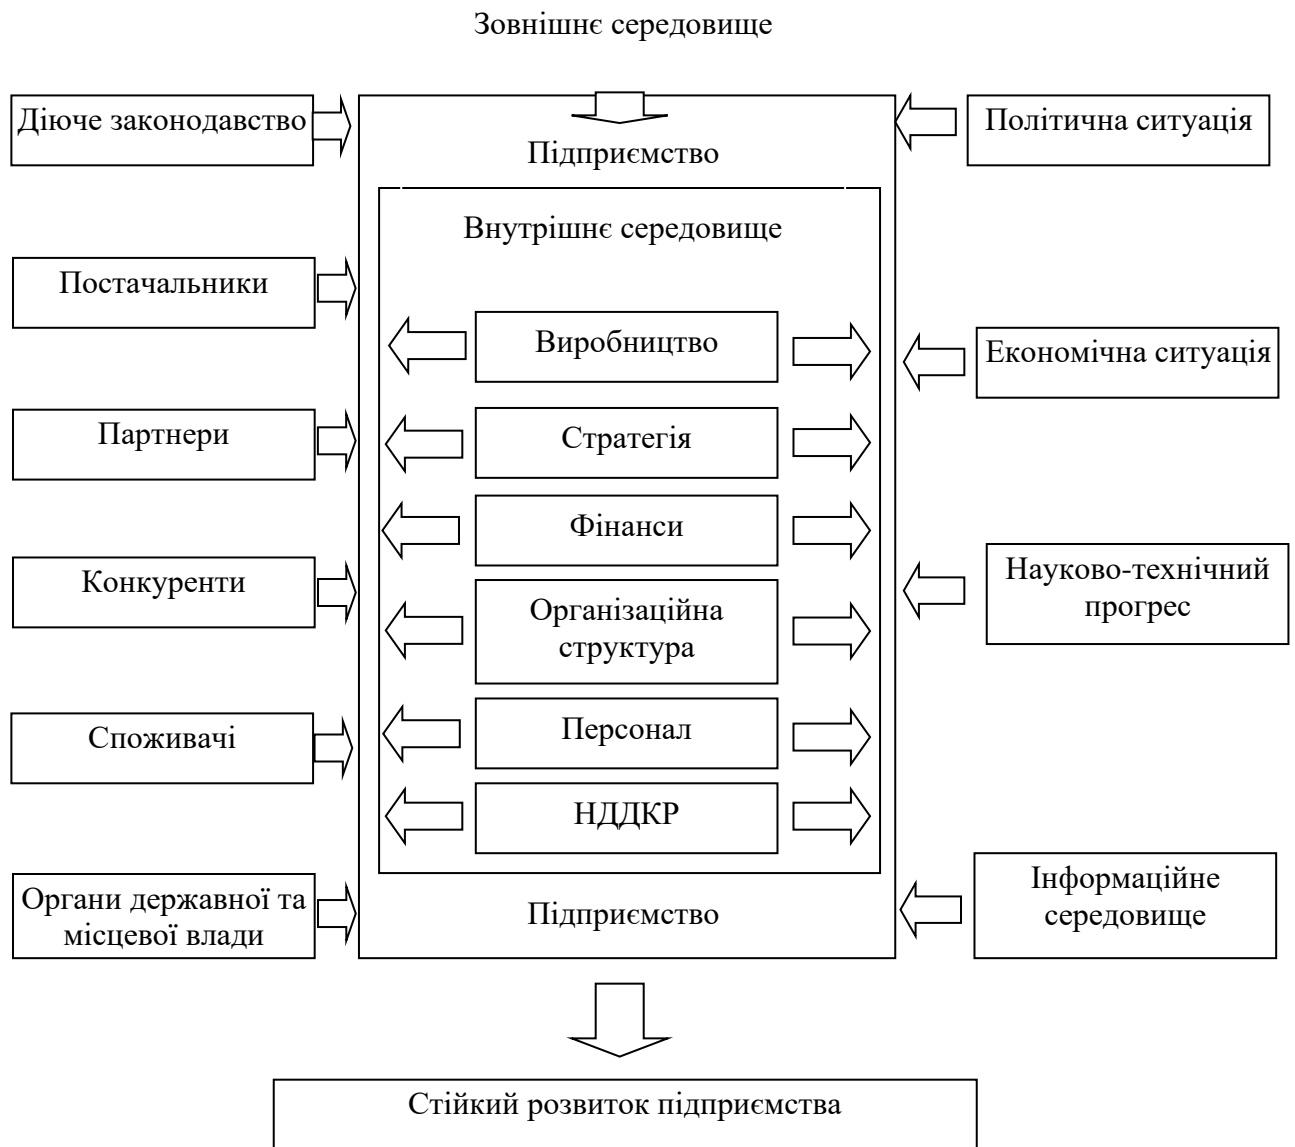 Зовнішнє середовище
Діюче законодавство
Політична ситуація
Підприємство
Внутрішнє середовище
Постачальники
Виробництво
Економічна ситуація
Партнери
Стратегія
Фінанси
Конкуренти
Науково-технічний
прогрес
Організаційна
структура
Споживачі
Персонал
НДДКР
Органи державної та
місцевої влади
Підприємство
Інформаційне
середовище
Стійкий розвиток підприємства